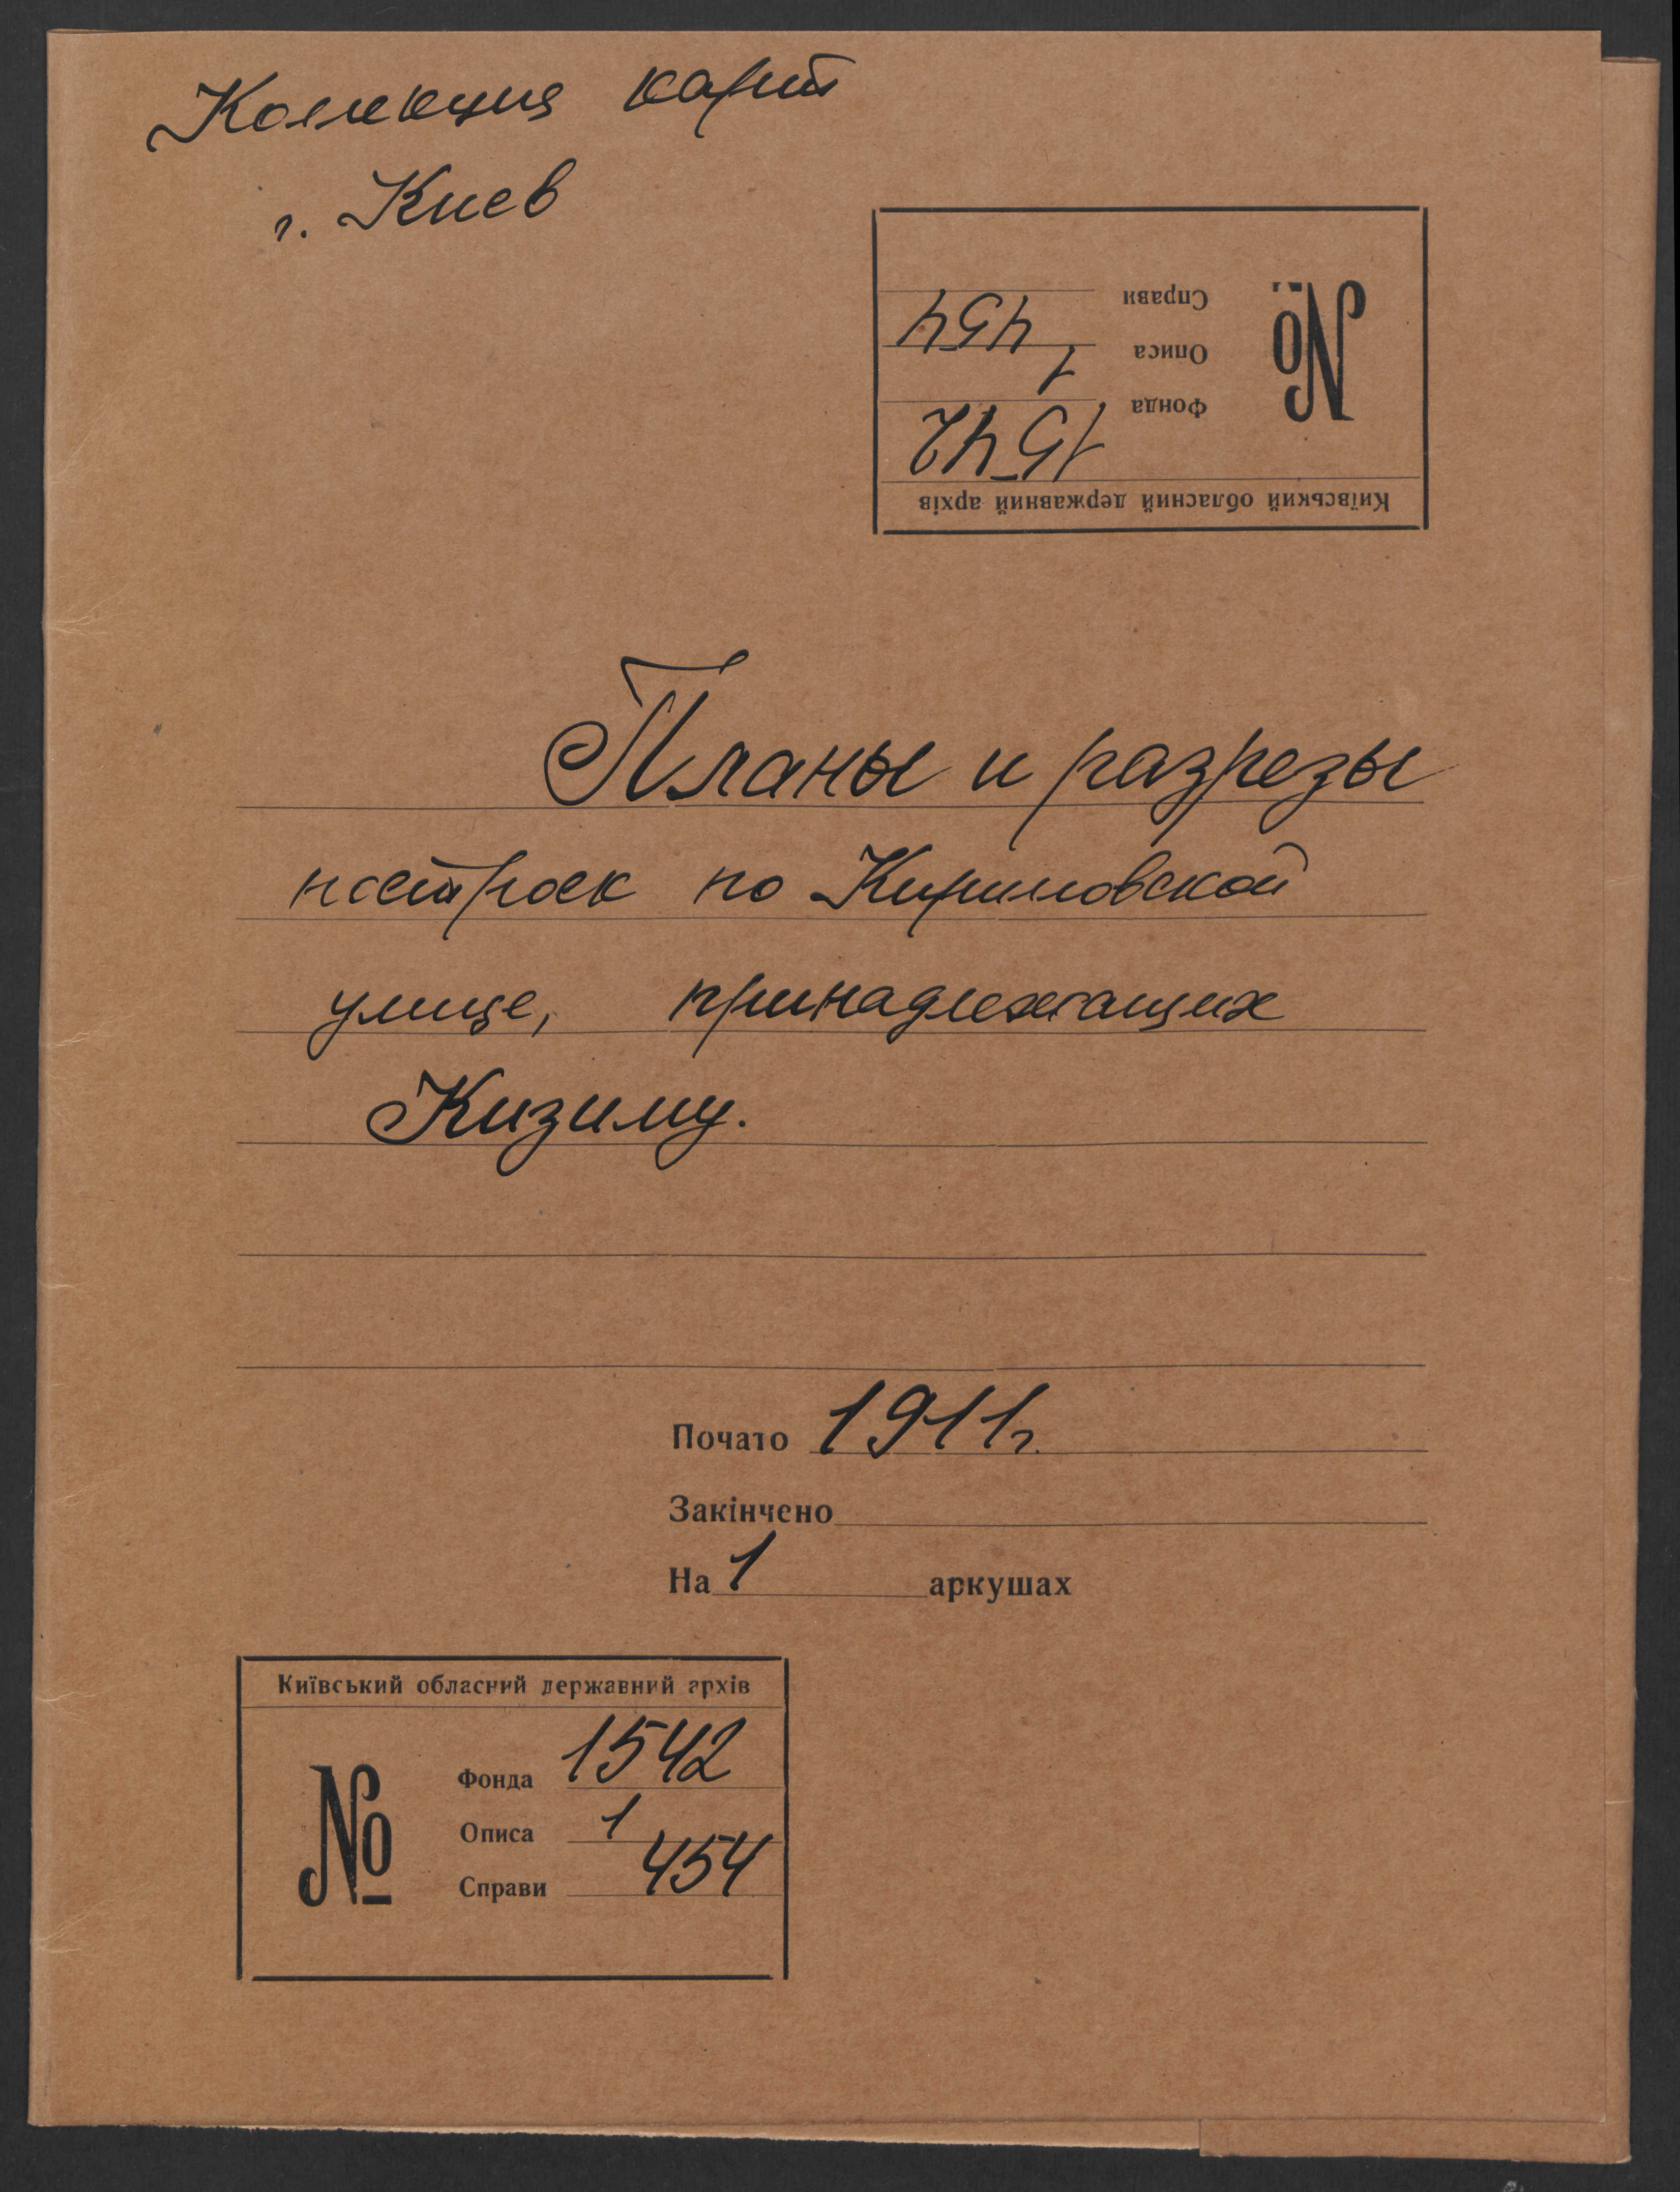 Коллекция карт
г. Киев
Київський обласний державний архів
№
Фонда 1542
Описа 1
Справи 454
Планы и разрезы
построек по Кирилловской
улице, принадлежащих
Кизиму.
Почато 1911г.
Закінчено
На 1 аркушах
Київський обласний державний архів
№
Фонда 1542
Описа 1
Справи 454